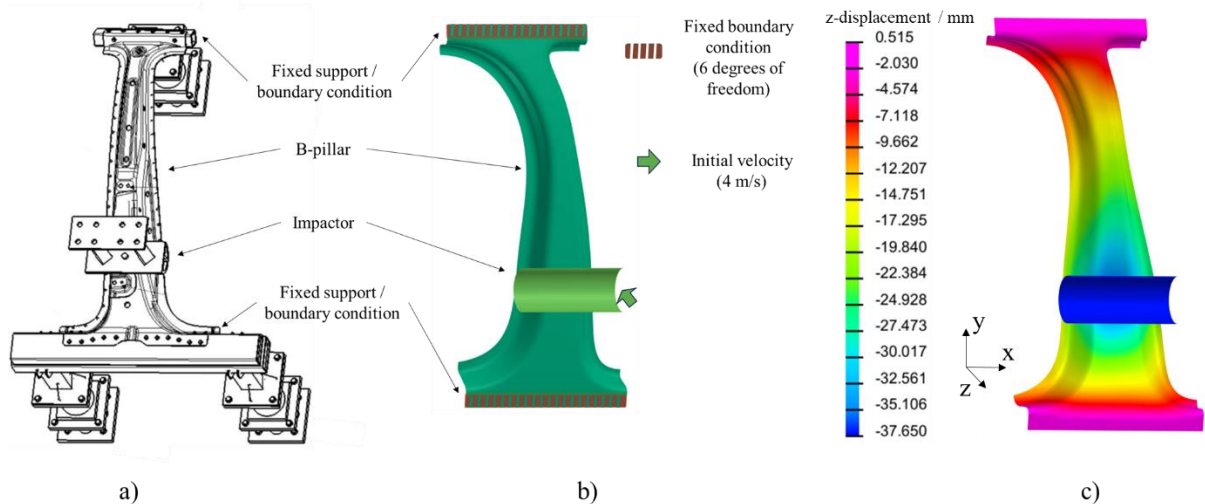 Fixed support /
boundary condition
B-pillar
Impactor
Fixed support /
boundary condition
Fixed boundary
condition
(6 degrees of
freedom)
Initial velocity
(4 m/s)
z-displacement / mm
0.515
-2.030
-4.574
-7.118
-9.662
-12.207
-14.751
-17.295
-19.840
-22.384
-24.928
-27.473
-30.017
-32.561
-35.106
-37.650
y
x
z
a)
b)
c)